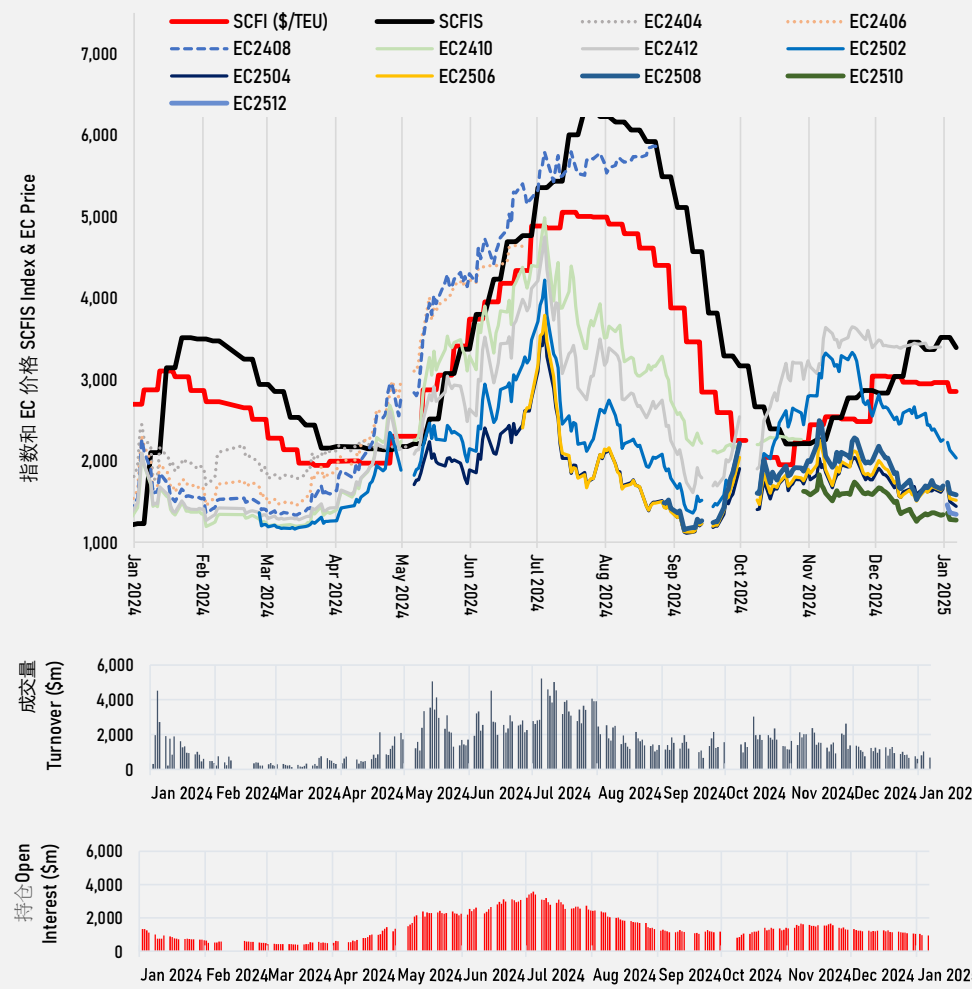 SCFI ($/TEU) SCFIS EC2404 EC2406
EC2408 EC2410 EC2412 EC2502
EC2504 EC2506 EC2508 EC2510
EC2512
指数和 EC 价格 SCFIS Index & EC Price
7,000
6,000
5,000
4,000
3,000
2,000
1,000
Jan 2024 Feb 2024 Mar 2024 Apr 2024 May 2024 Jun 2024 Jul 2024 Aug 2024 Sep 2024 Oct 2024 Nov 2024 Dec 2024 Jan 2025
成交量
Turnover ($m)
6,000
4,000
2,000
0
Jan 2024 Feb 2024 Mar 2024 Apr 2024 May 2024 Jun 2024 Jul 2024 Aug 2024 Sep 2024 Oct 2024 Nov 2024 Dec 2024 Jan 202
持仓 Open
Interest ($m)
6,000
4,000
2,000
0
Jan 2024 Feb 2024 Mar 2024 Apr 2024 May 2024 Jun 2024 Jul 2024 Aug 2024 Sep 2024 Oct 2024 Nov 2024 Dec 2024 Jan 202